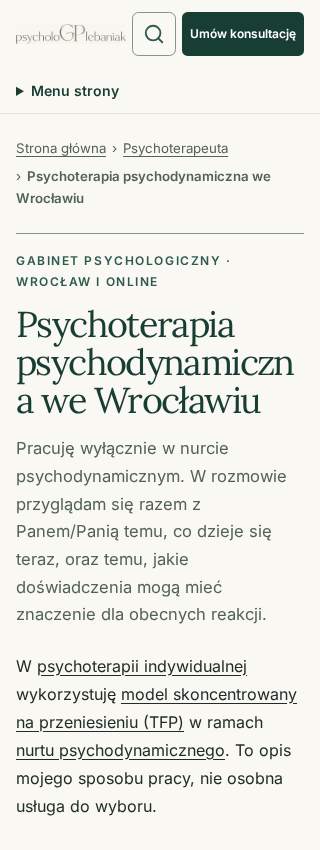 psycholoGPlebaniak
Umów konsultację
Menu strony
Strona główna › Psychoterapeuta
› Psychoterapia psychodynamiczna we
Wrocławiu
GABINET PSYCHOLOGICZNY ·
WROCŁAW I ONLINE
Psychoterapia
psychodynamiczn
a we Wrocławiu
Pracuję wyłącznie w nurcie
psychodynamicznym. W rozmowie
przyglądam się razem z
Panem/Panią temu, co dzieje się
teraz, oraz temu, jakie
doświadczenia mogą mieć
znaczenie dla obecnych reakcji.
W psychoterapii indywidualnej
wykorzystuję model skoncentrowany
na przeniesieniu (TFP) w ramach
nurtu psychodynamicznego. To opis
mojego sposobu pracy, nie osobna
usługa do wyboru.